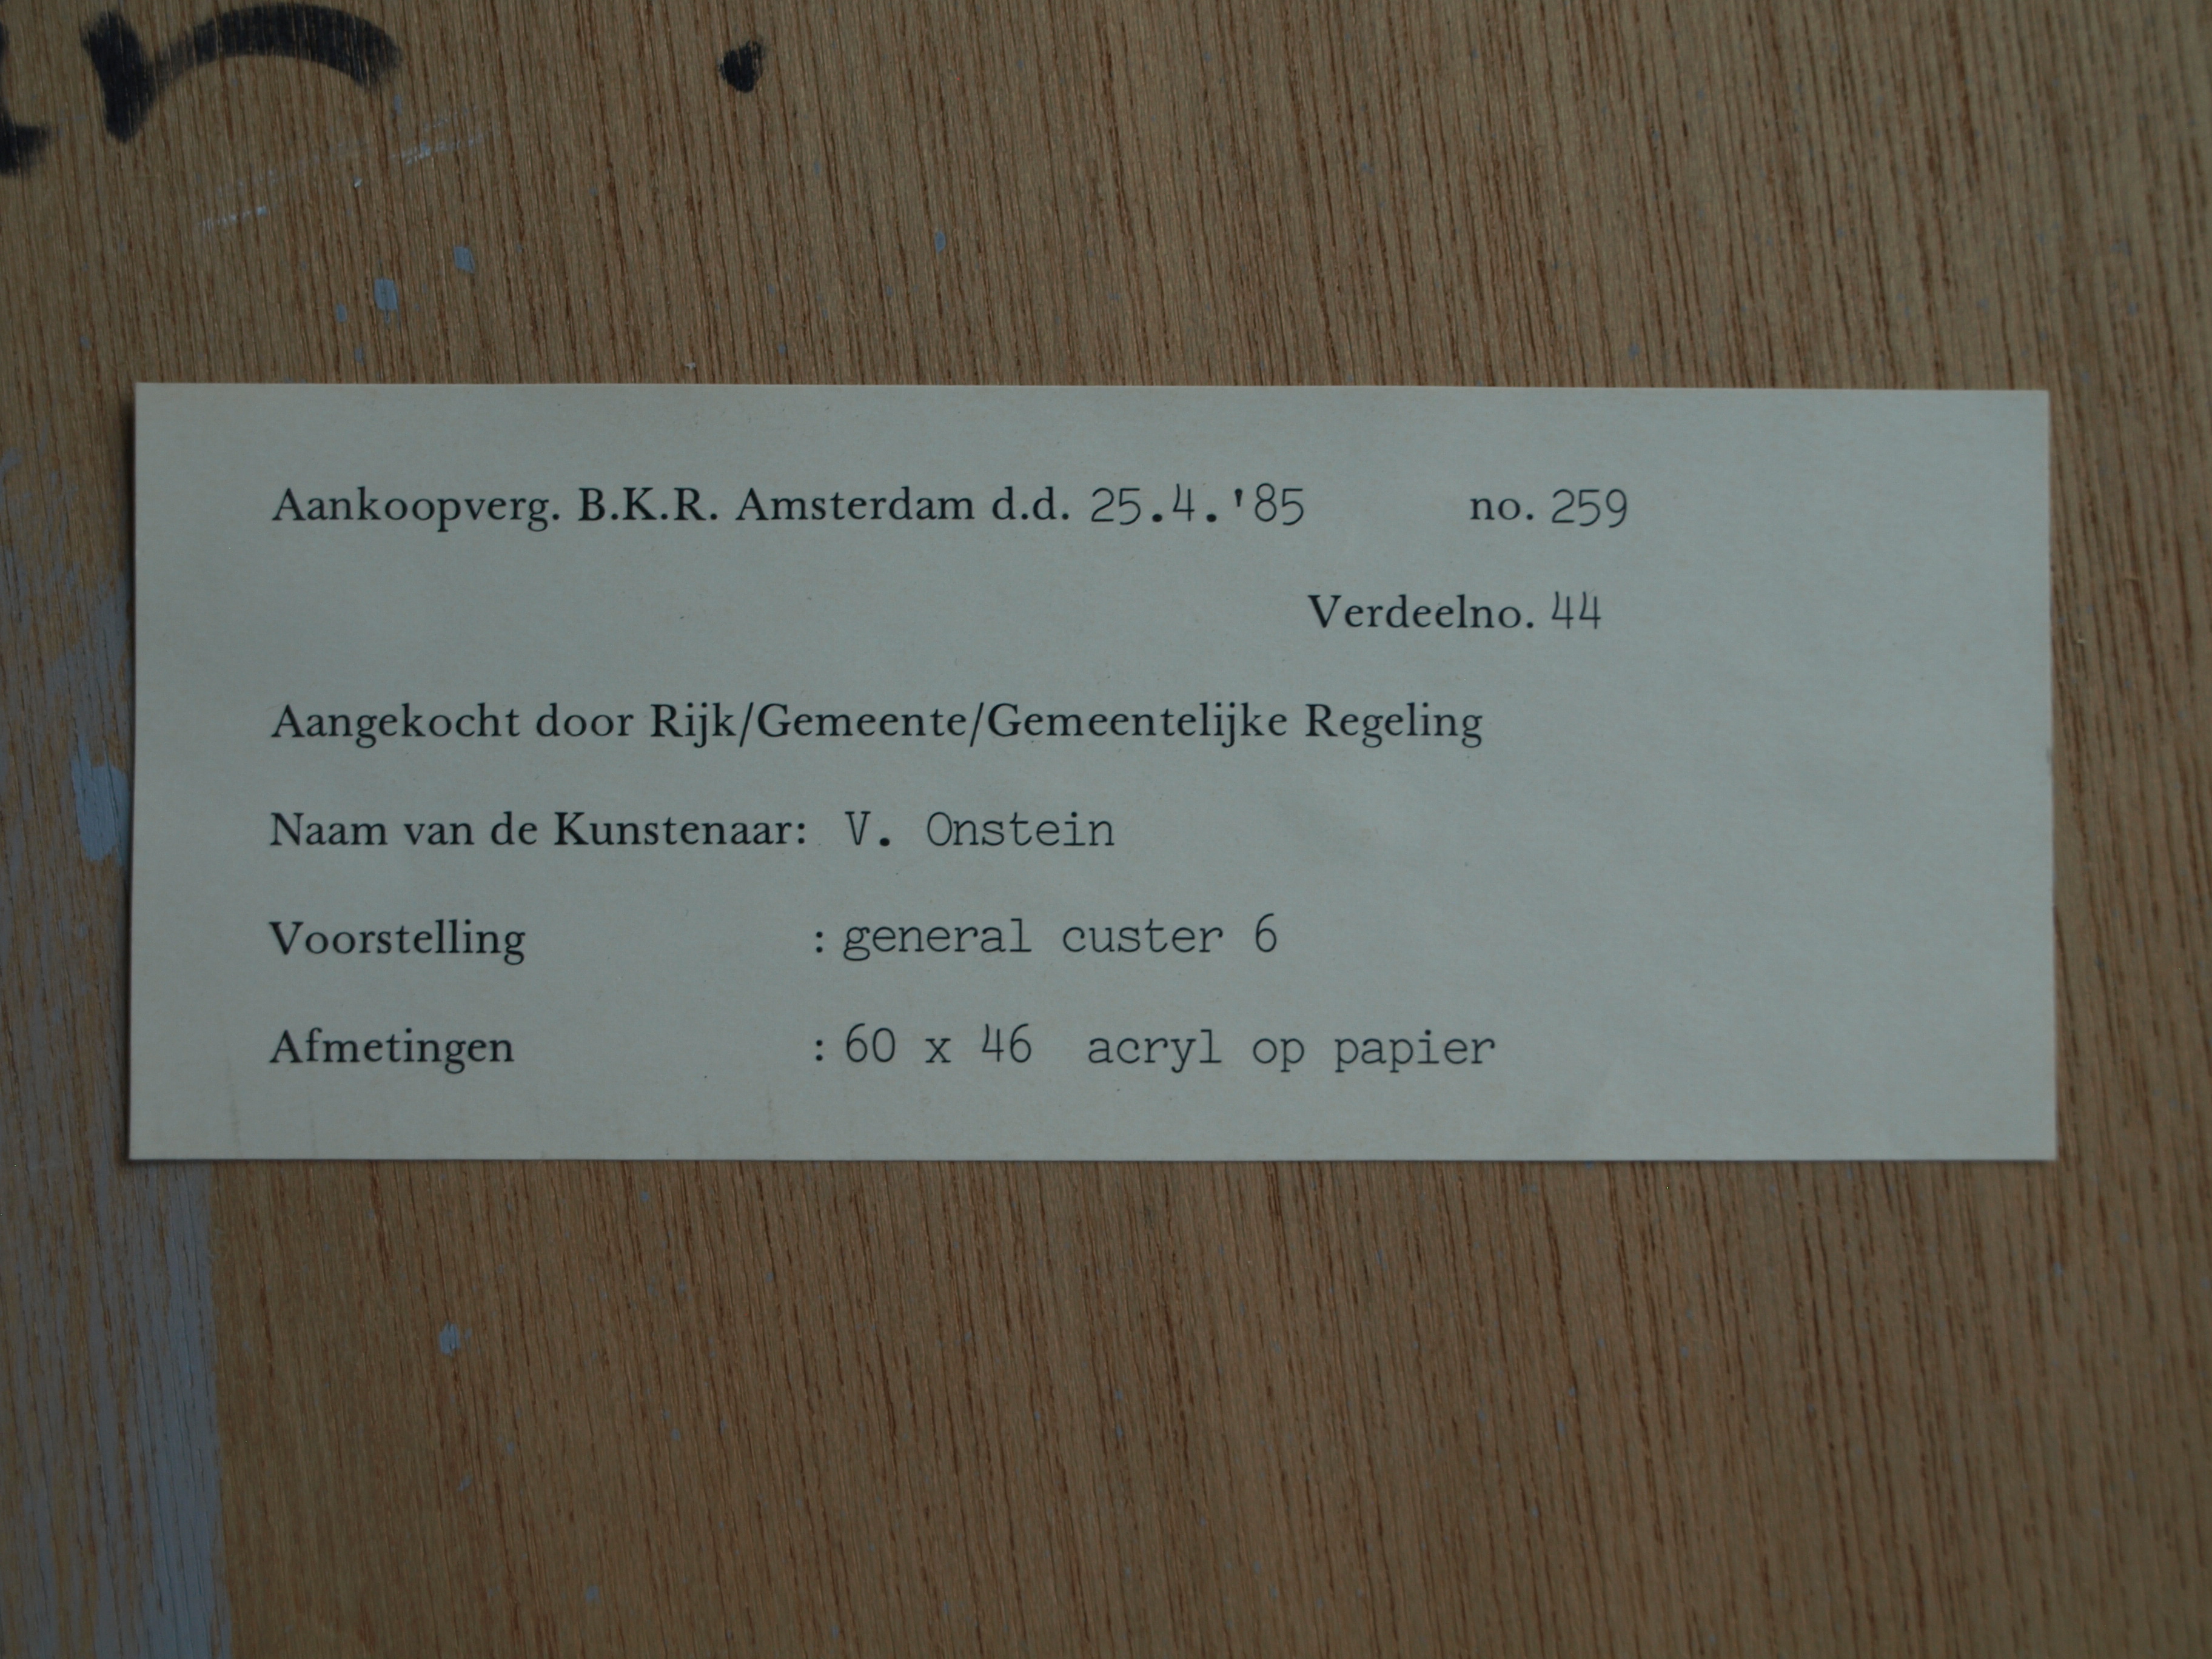 Aankoopverg. B.K.R. Amsterdam d.d. 25.4.'85 no. 259
Verdeelno. 44
Aangekocht door Rijk/Gemeente/Gemeentelijke Regeling
Naam van de Kunstenaar: V. Onstein
Voorstelling : general custer 6
Afmetingen : 60 x 46 acryl op papier